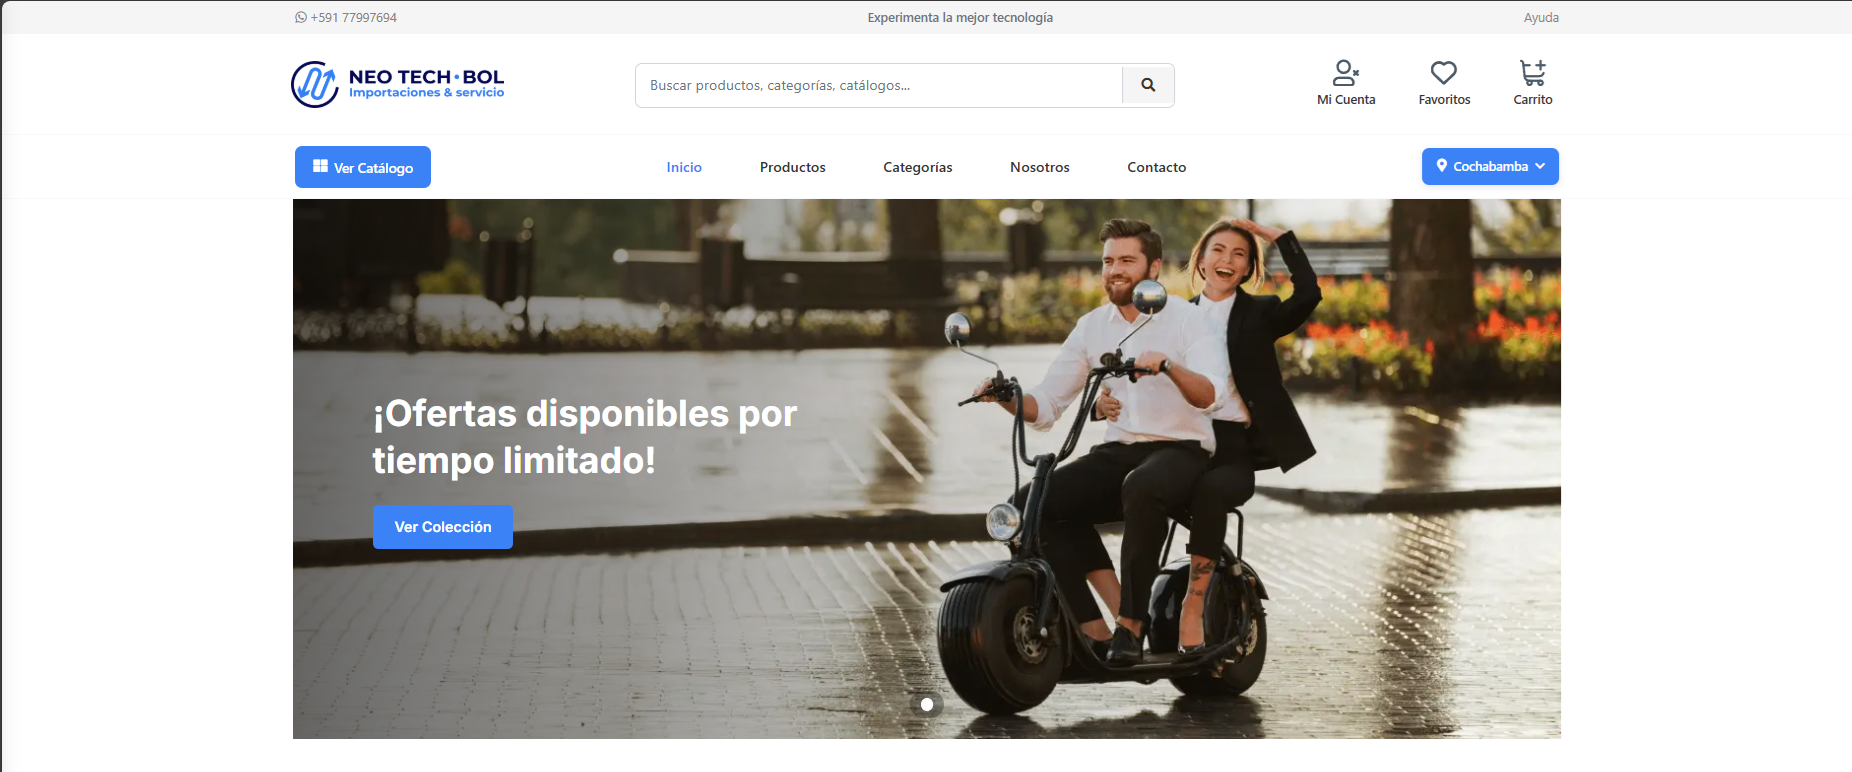 +591 77997694
Experimenta la mejor tecnología
Ayuda
NEO TECH·BOL
Importaciones & servicio
Buscar productos, categorías, catálogos...
Mi Cuenta
Favoritos
Carrito
Ver Catálogo
Inicio
Productos
Categorías
Nosotros
Contacto
Cochabamba
¡Ofertas disponibles por
tiempo limitado!
Ver Colección